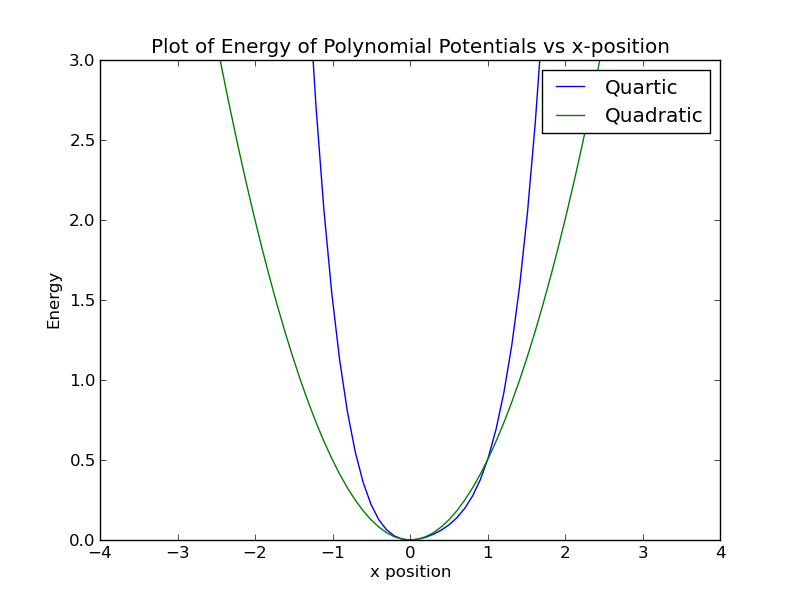 Plot of Energy of Polynomial Potentials vs x-position
Quartic
Quadratic
Energy
3.0
2.5
2.0
1.5
1.0
0.5
0.0
−4 −3 −2 −1 0 1 2 3 4
x position